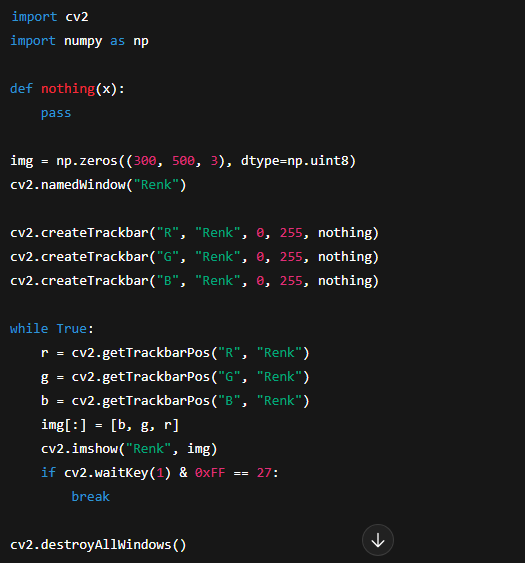 import cv2
import numpy as np
def nothing(x):
    pass
img = np.zeros((300, 500, 3), dtype=np.uint8)
cv2.namedWindow("Renk")
cv2.createTrackbar("R", "Renk", 0, 255, nothing)
cv2.createTrackbar("G", "Renk", 0, 255, nothing)
cv2.createTrackbar("B", "Renk", 0, 255, nothing)
while True:
    r = cv2.getTrackbarPos("R", "Renk")
    g = cv2.getTrackbarPos("G", "Renk")
    b = cv2.getTrackbarPos("B", "Renk")
    img[:] = [b, g, r]
    cv2.imshow("Renk", img)
    if cv2.waitKey(1) & 0xFF == 27:
        break
cv2.destroyAllWindows()